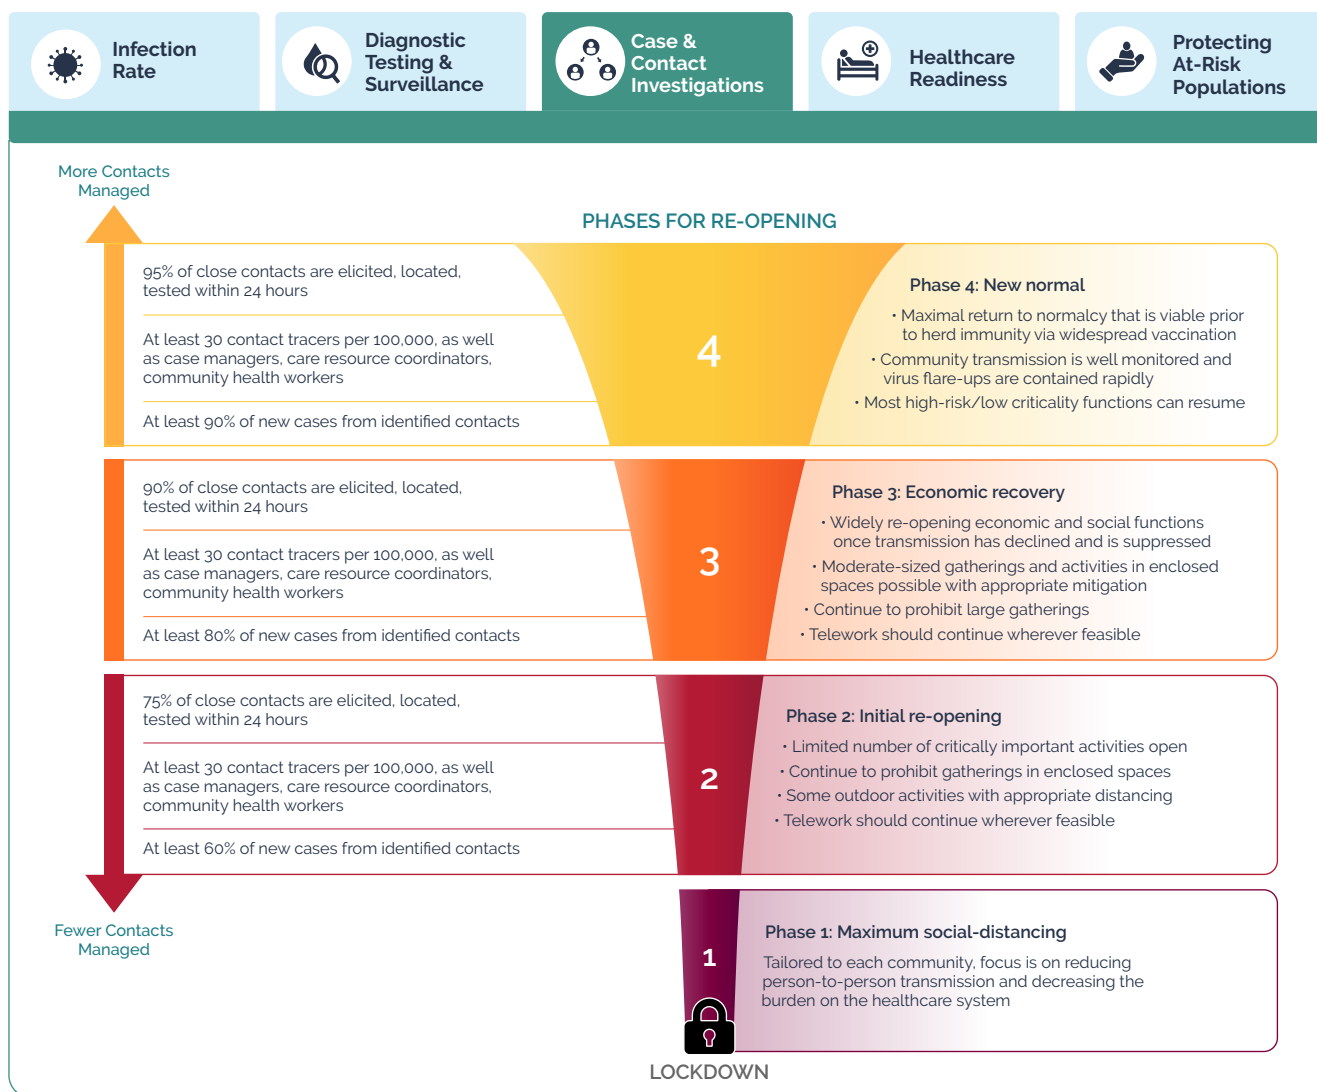 Infection
Rate
Diagnostic
Testing &
Surveillance
Case &
Contact
Investigations
Healthcare
Readiness
Protecting
At-Risk
Populations
More Contacts
Managed
PHASES FOR RE-OPENING
95% of close contacts are elicited, located,
tested within 24 hours
At least 30 contact tracers per 100,000, as well
as case managers, care resource coordinators,
community health workers
At least 90% of new cases from identified contacts
4
Phase 4: New normal
• Maximal return to normalcy that is viable prior
to herd immunity via widespread vaccination
• Community transmission is well monitored and
virus flare-ups are contained rapidly
• Most high-risk/low criticality functions can resume
90% of close contacts are elicited, located,
tested within 24 hours
At least 30 contact tracers per 100,000, as well
as case managers, care resource coordinators,
community health workers
At least 80% of new cases from identified contacts
3
Phase 3: Economic recovery
• Widely re-opening economic and social functions
once transmission has declined and is suppressed
• Moderate-sized gatherings and activities in enclosed
spaces possible with appropriate mitigation
• Continue to prohibit large gatherings
• Telework should continue wherever feasible
75% of close contacts are elicited, located,
tested within 24 hours
At least 30 contact tracers per 100,000, as well
as case managers, care resource coordinators,
community health workers
At least 60% of new cases from identified contacts
2
Phase 2: Initial re-opening
• Limited number of critically important activities open
• Continue to prohibit gatherings in enclosed spaces
• Some outdoor activities with appropriate distancing
• Telework should continue wherever feasible
Fewer Contacts
Managed
1
Phase 1: Maximum social-distancing
Tailored to each community, focus is on reducing
person-to-person transmission and decreasing the
burden on the healthcare system
LOCKDOWN